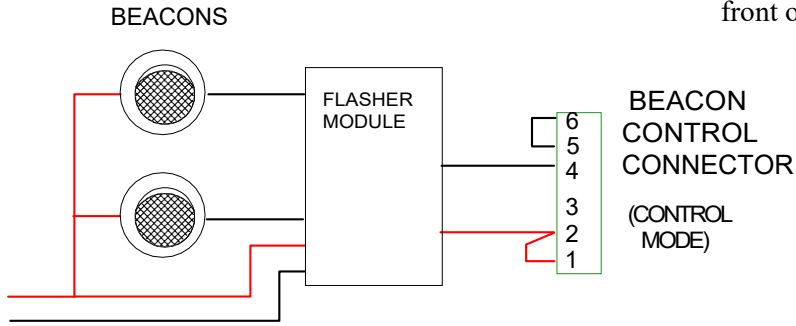 front o
BEACONS
FLASHER
MODULE
BEACON
CONTROL
CONNECTOR
(CONTROL
MODE)
6
5
4
3
2
1